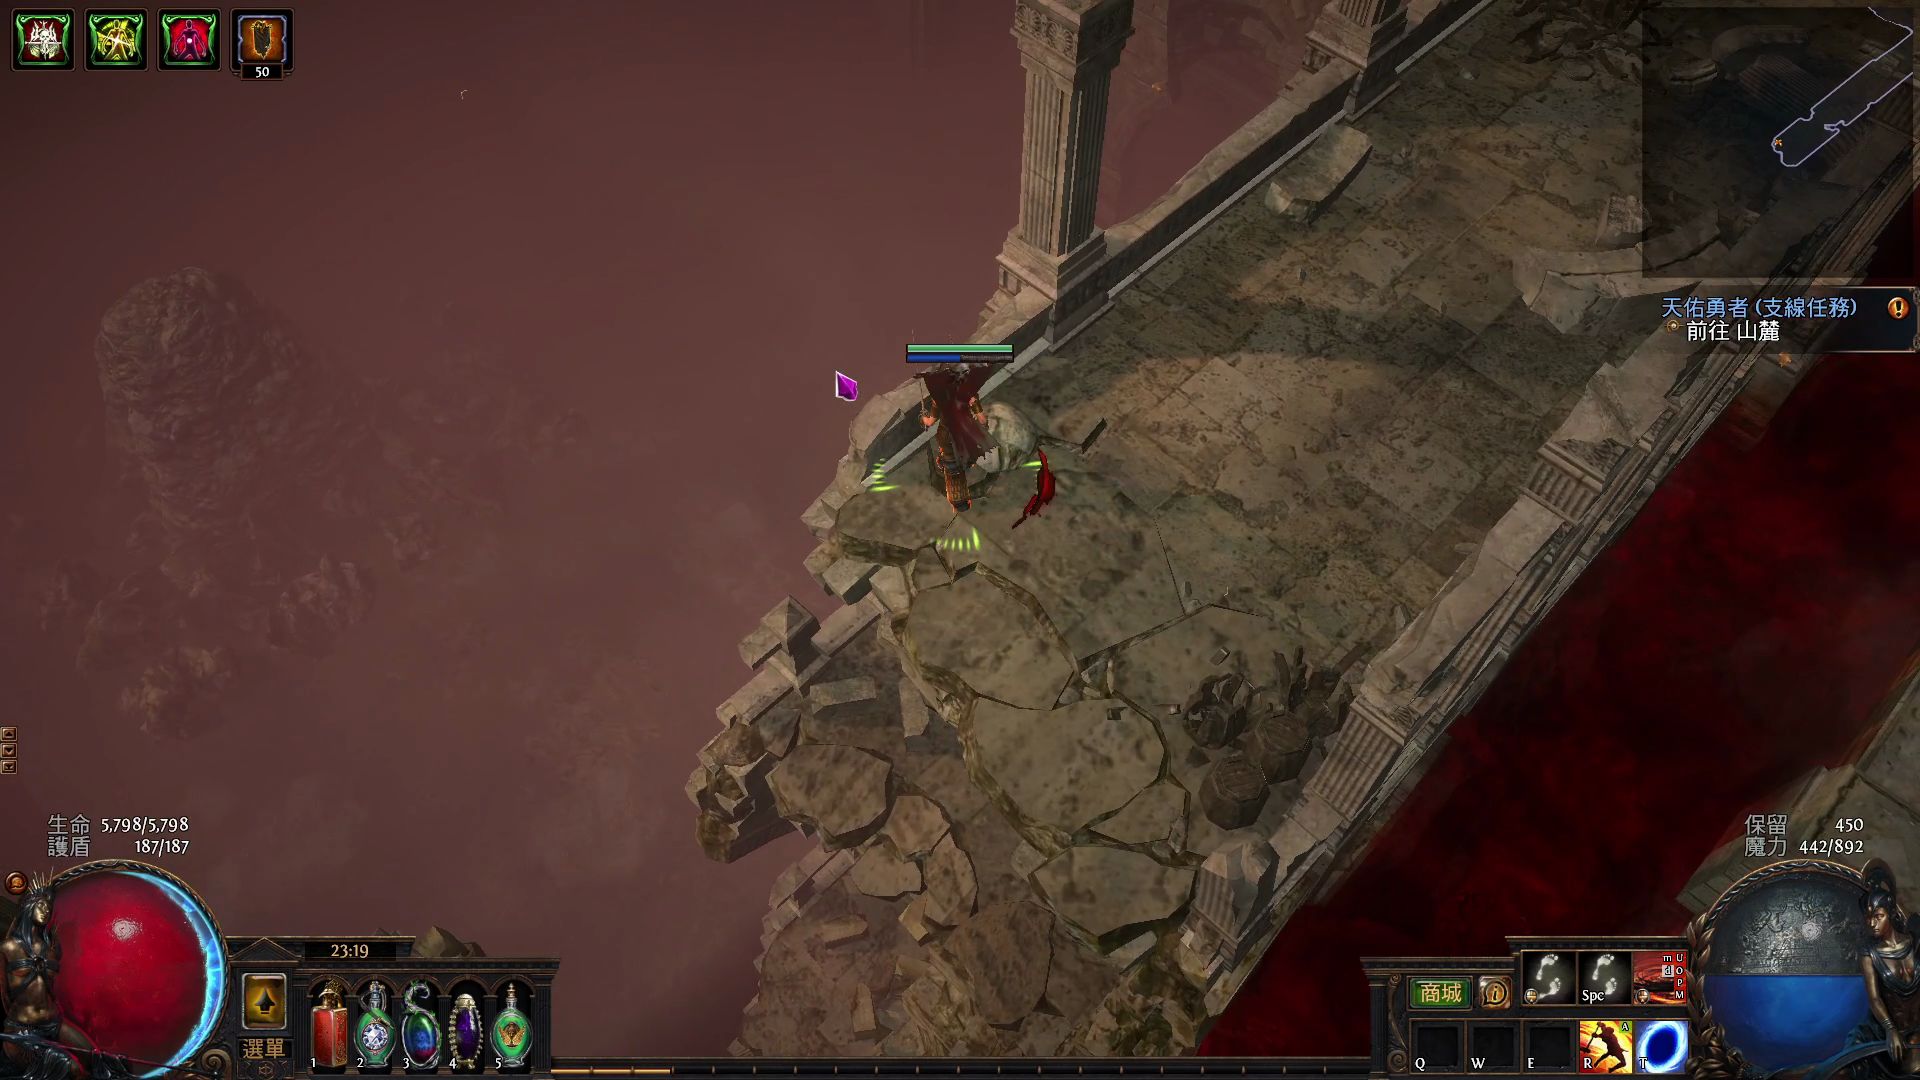 50
天佑勇者 (支線任務)
前往 山麓
生命 5,798/5,798
護盾 187/187
保留 450
魔力 442/892
23:19
選單
1
2
3
4
5
商城
Spc
m U
d O
P
M
Q
W
E
R
A
T